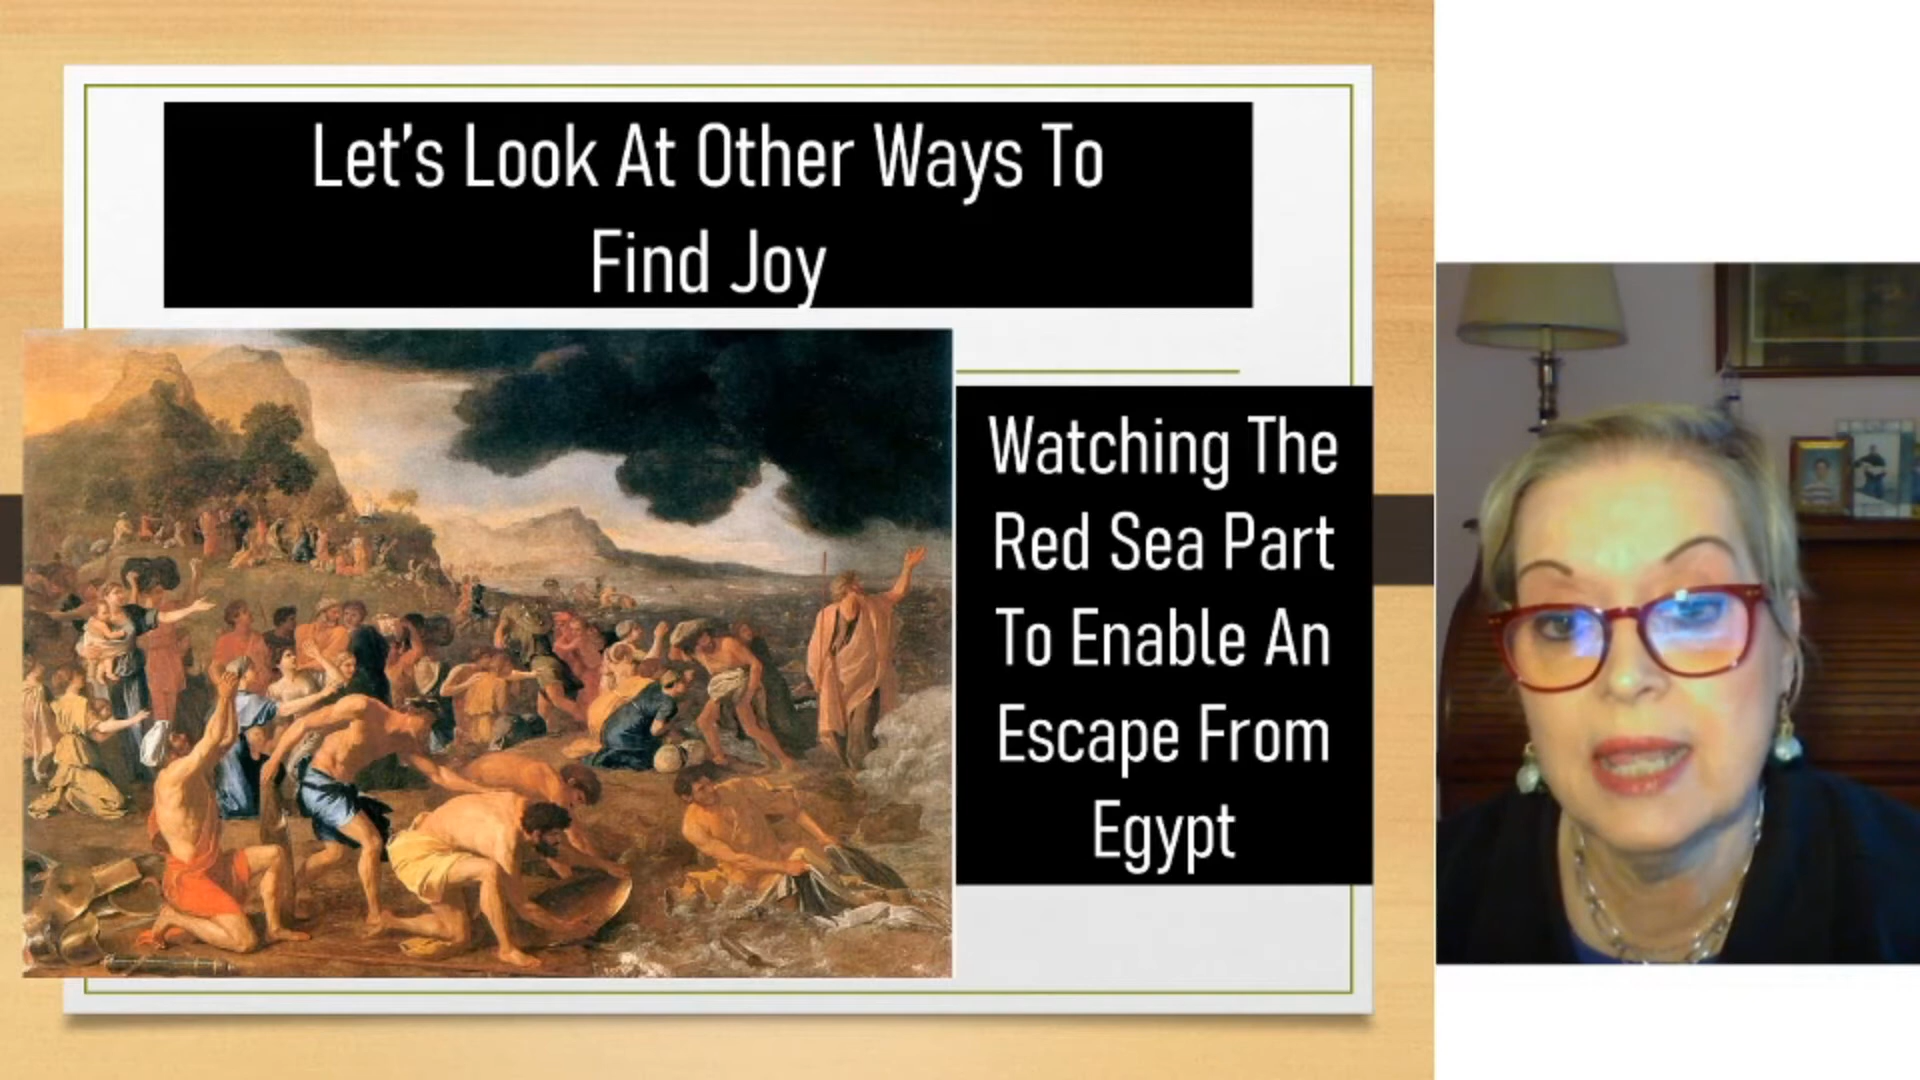 Let's Look At Other Ways To
Find Joy
Watching The
Red Sea Part
To Enable An
Escape From
Egypt